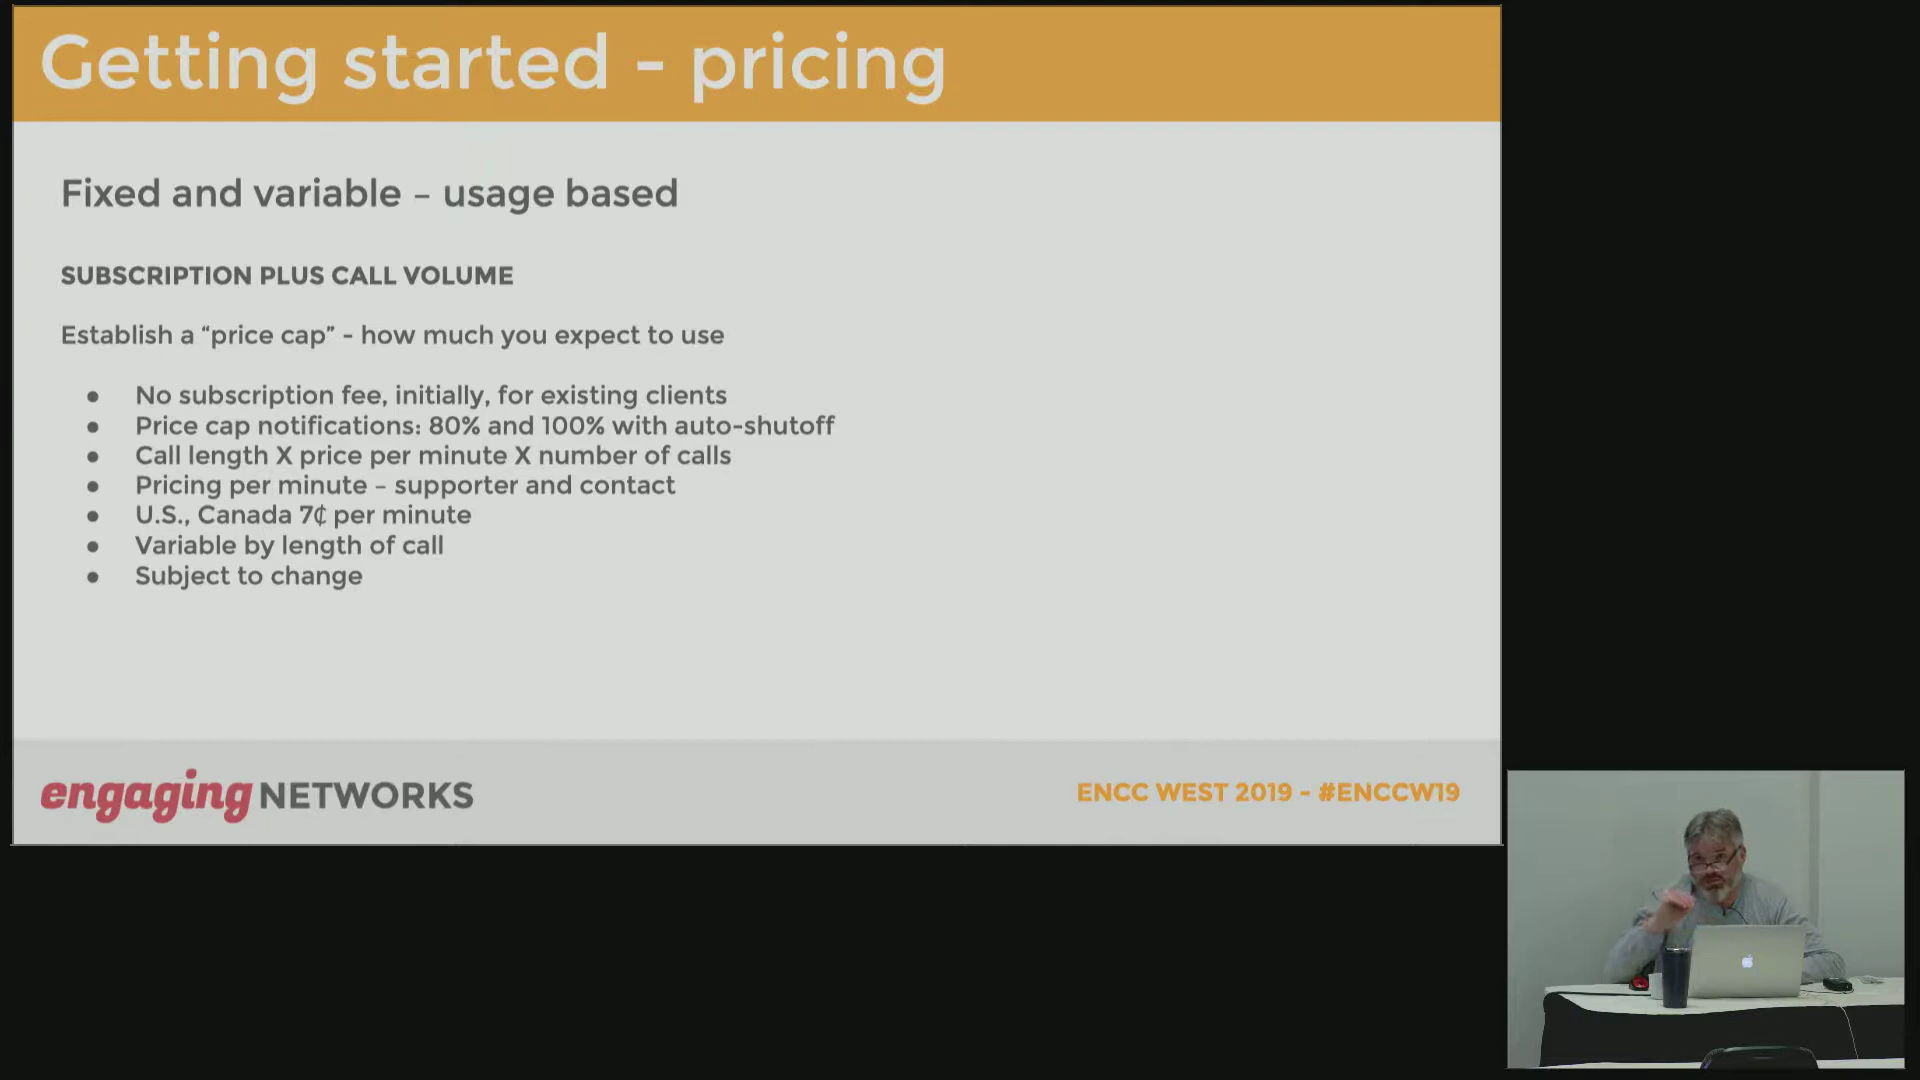 Getting started - pricing
Fixed and variable – usage based
SUBSCRIPTION PLUS CALL VOLUME
Establish a “price cap” - how much you expect to use
● No subscription fee, initially, for existing clients
● Price cap notifications: 80% and 100% with auto-shutoff
● Call length X price per minute X number of calls
● Pricing per minute – supporter and contact
● U.S., Canada 7₵ per minute
● Variable by length of call
● Subject to change
engaging NETWORKS
ENCC WEST 2019 - #ENCCW19